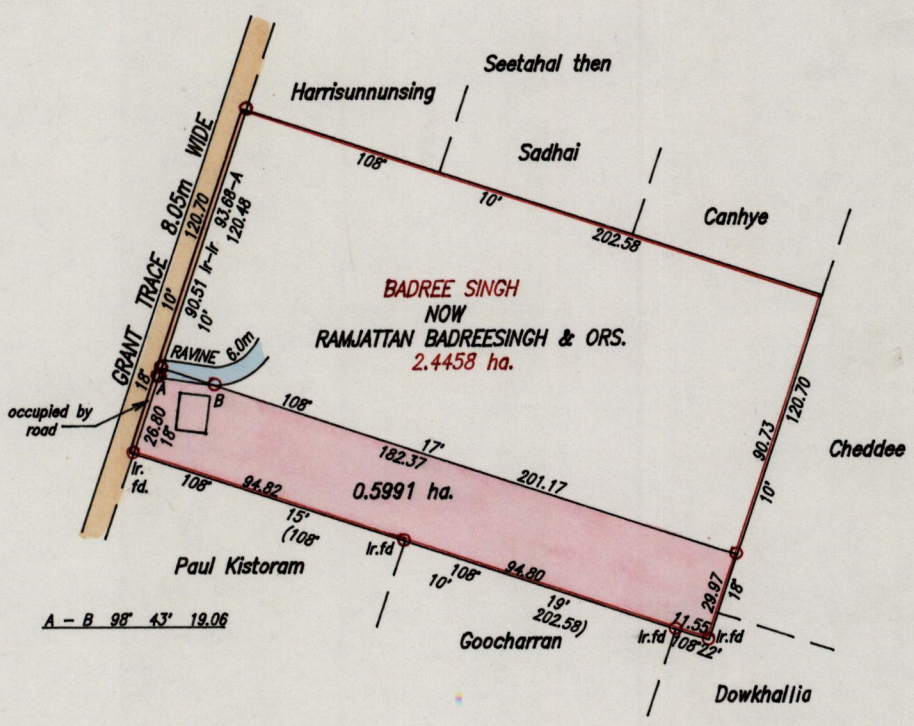 Harrisunnunsing
Seetahal then
Sadhai
Canhye
108°
10'
202.58
GRANT TRACE 8.05m WIDE
18° 10' 120.70
90.51 Ir-Ir 93.68-A
10' 120.48
BADREE SINGH
NOW
RAMJATTAN BADREESINGH & ORS.
2.4458 ha.
RAVINE 6.0m
A
B
occupied by
road
26.80
18°
Ir.
fd.
108° 17' 201.17
182.37
0.5991 ha.
90.73 120.70
10'
29.97
18°
Cheddee
108° 94.82
15'
(108°
Ir.fd
108° 94.80
10' 19'
202.58)
11.55
Ir.fd 108° 22' Ir.fd
Paul Kistoram
Goocharran
Dowkhallia
A - B 98° 43' 19.06